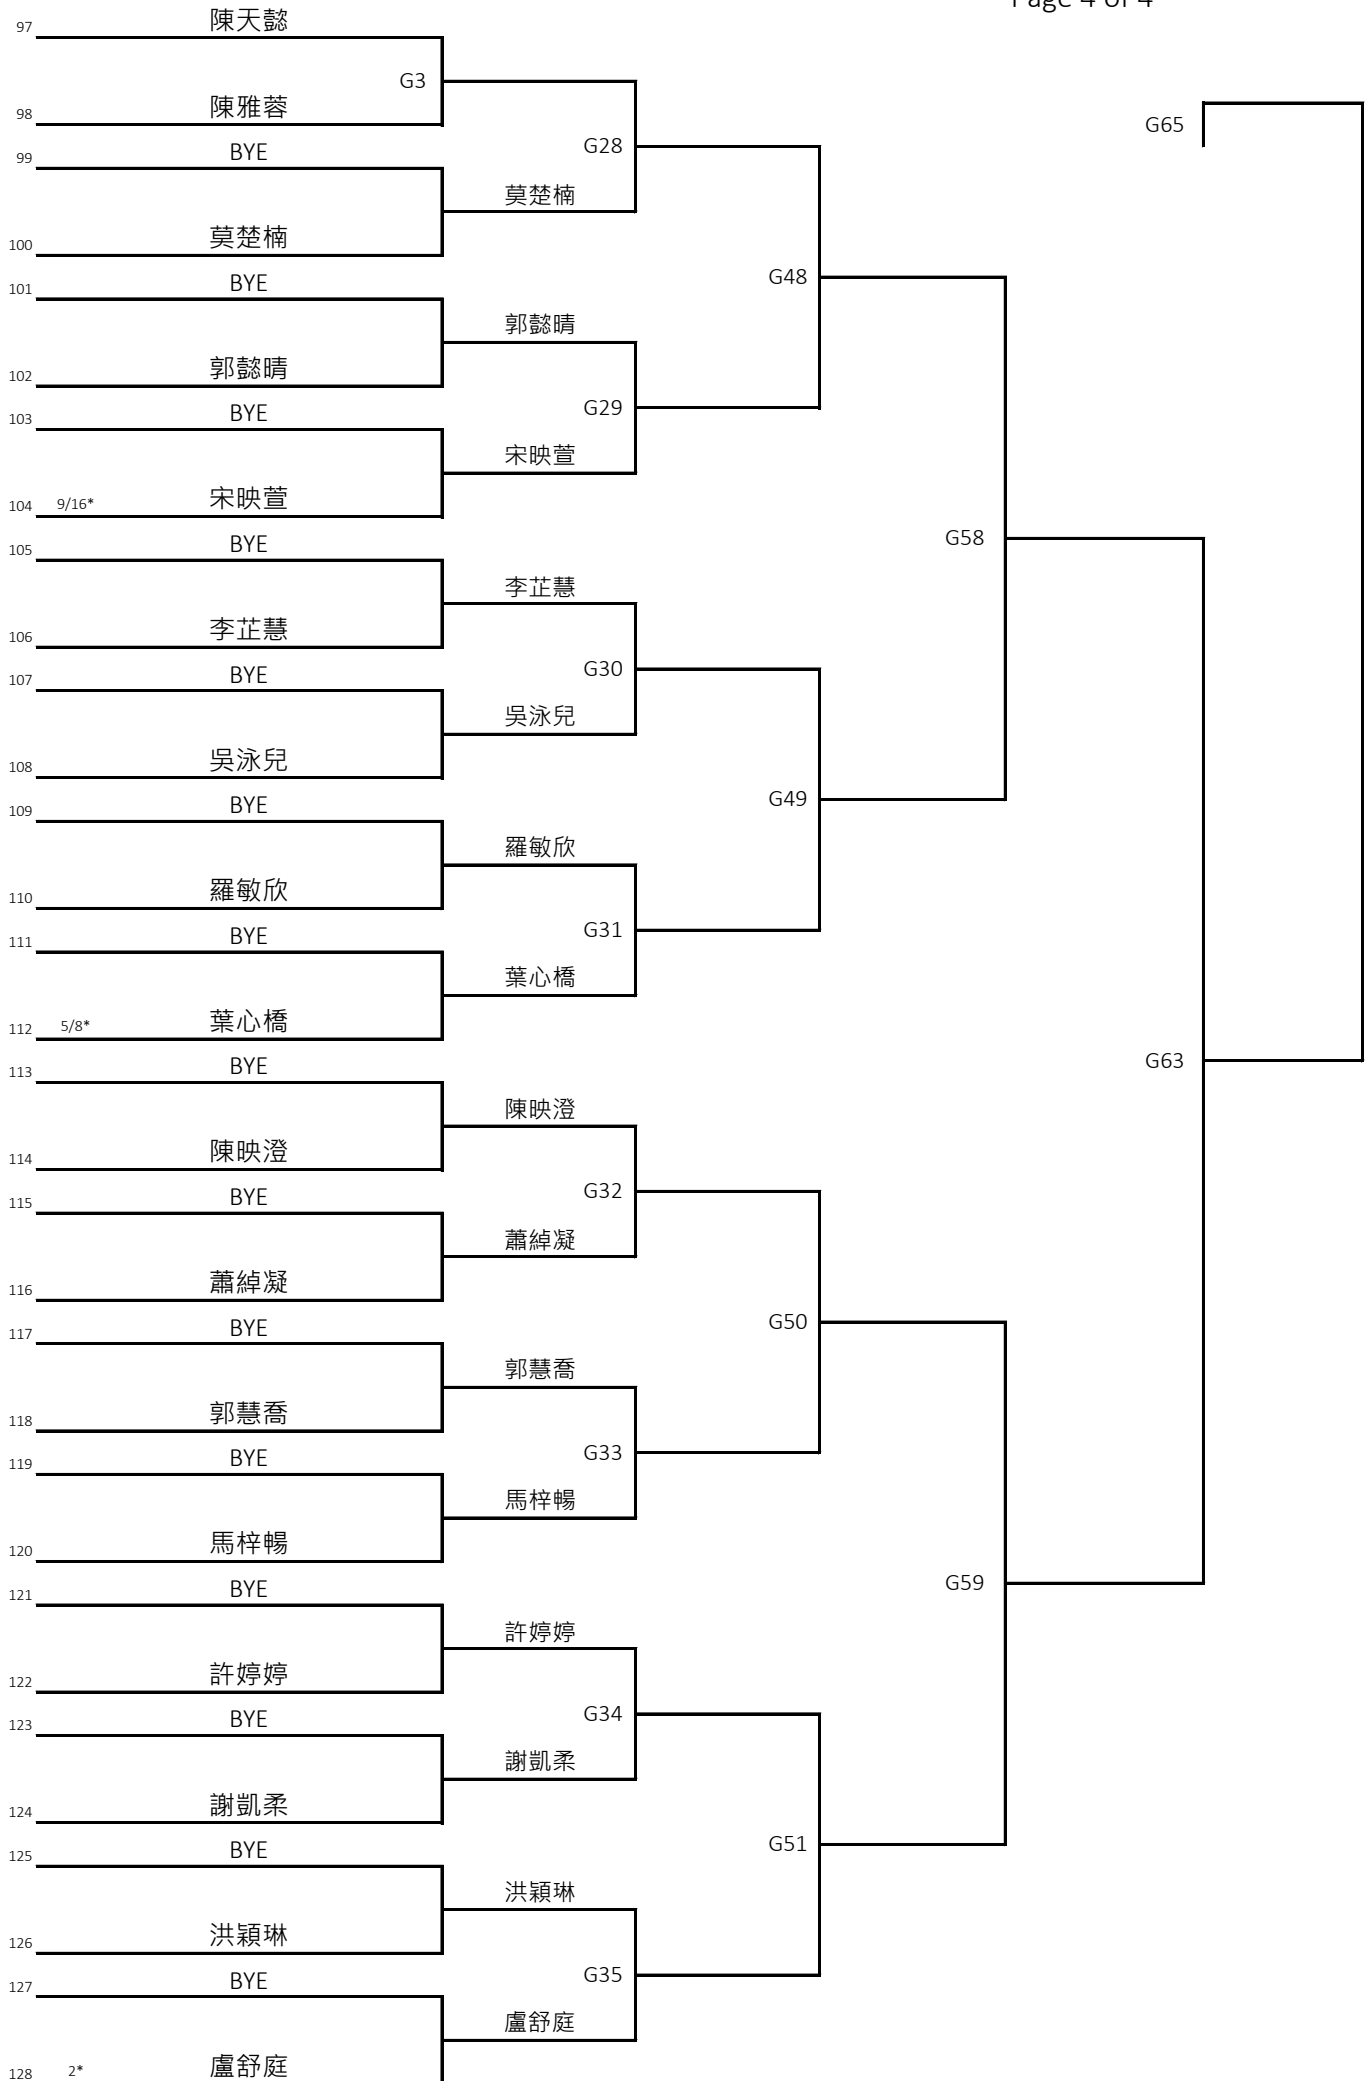 Page 4 of 4
97 陳天懿
G3
98 陳雅蓉
G65
99 BYE
G28
莫楚楠
100 莫楚楠
101 BYE
G48
郭懿晴
102 郭懿晴
103 BYE
G29
宋映萱
104 9/16* 宋映萱
105 BYE
G58
李芷慧
106 李芷慧
107 BYE
G30
吳泳兒
108 吳泳兒
109 BYE
G49
羅敏欣
110 羅敏欣
111 BYE
G31
葉心橋
112 5/8* 葉心橋
113 BYE
G63
陳映澄
114 陳映澄
115 BYE
G32
蕭綽凝
116 蕭綽凝
117 BYE
G50
郭慧喬
118 郭慧喬
119 BYE
G33
馬梓暢
120 馬梓暢
121 BYE
G59
許婷婷
122 許婷婷
123 BYE
G34
謝凱柔
124 謝凱柔
125 BYE
G51
洪穎琳
126 洪穎琳
127 BYE
G35
盧舒庭
128 2* 盧舒庭